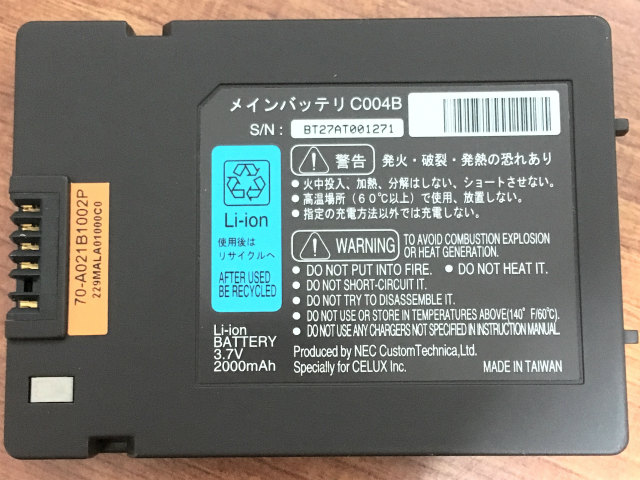 メインバッテリ C004B
S/N : BT27AT001271
警告 発火・破裂・発熱の恐れあり
●火中投入、加熱、分解はしない、ショートさせない。
●高温場所（60℃以上）で使用、放置しない。
●指定の充電方法以外では充電しない。
Li-ion
使用後は
リサイクルへ
AFTER USED
BE RECYCLED
WARNING TO AVOID COMBUSTION EXPLOSION
OR HEAT GENERATION.
● DO NOT PUT INTO FIRE. ● DO NOT HEAT IT.
● DO NOT SHORT-CIRCUIT IT.
● DO NOT TRY TO DISASSEMBLE IT.
● DO NOT USE OR STORE IN TEMPERATURES ABOVE(140°F/60℃).
● DO NOT USE ANY CHARGERS NOT SPECIFIED IN INSTRUCTION MANUAL.
Li-ion
BATTERY
3.7V
2000mAh
Produced by NEC CustomTechnica,Ltd.
Specially for CELUX Inc.
MADE IN TAIWAN
70-A021B1002P
229MALA01000C0